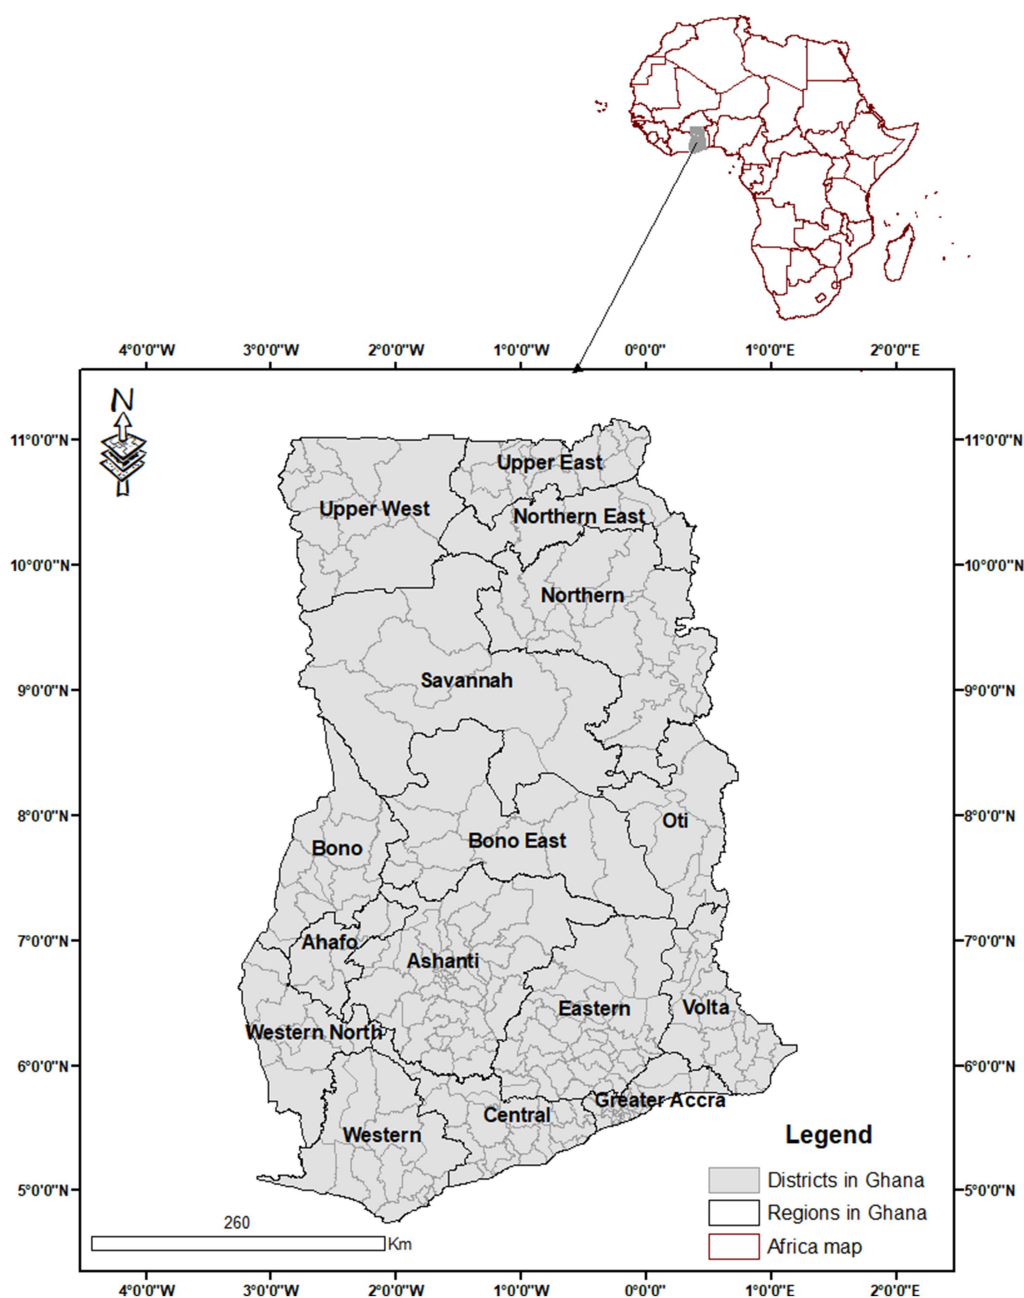 4°0'0"W 3°0'0"W 2°0'0"W 1°0'0"W 0°0'0" 1°0'0"E 2°0'0"E
N
11°0'0"N 11°0'0"N
Upper East
Upper West
Northern East
10°0'0"N 10°0'0"N
Northern
Savannah
9°0'0"N 9°0'0"N
8°0'0"N 8°0'0"N
Oti
Bono East
Bono
7°0'0"N 7°0'0"N
Ahafo
Ashanti
Eastern
Volta
Western North
6°0'0"N 6°0'0"N
Greater Accra
Central
Western
Legend
5°0'0"N 5°0'0"N
Districts in Ghana
Regions in Ghana
Africa map
260
Km
4°0'0"W 3°0'0"W 2°0'0"W 1°0'0"W 0°0'0" 1°0'0"E 2°0'0"E